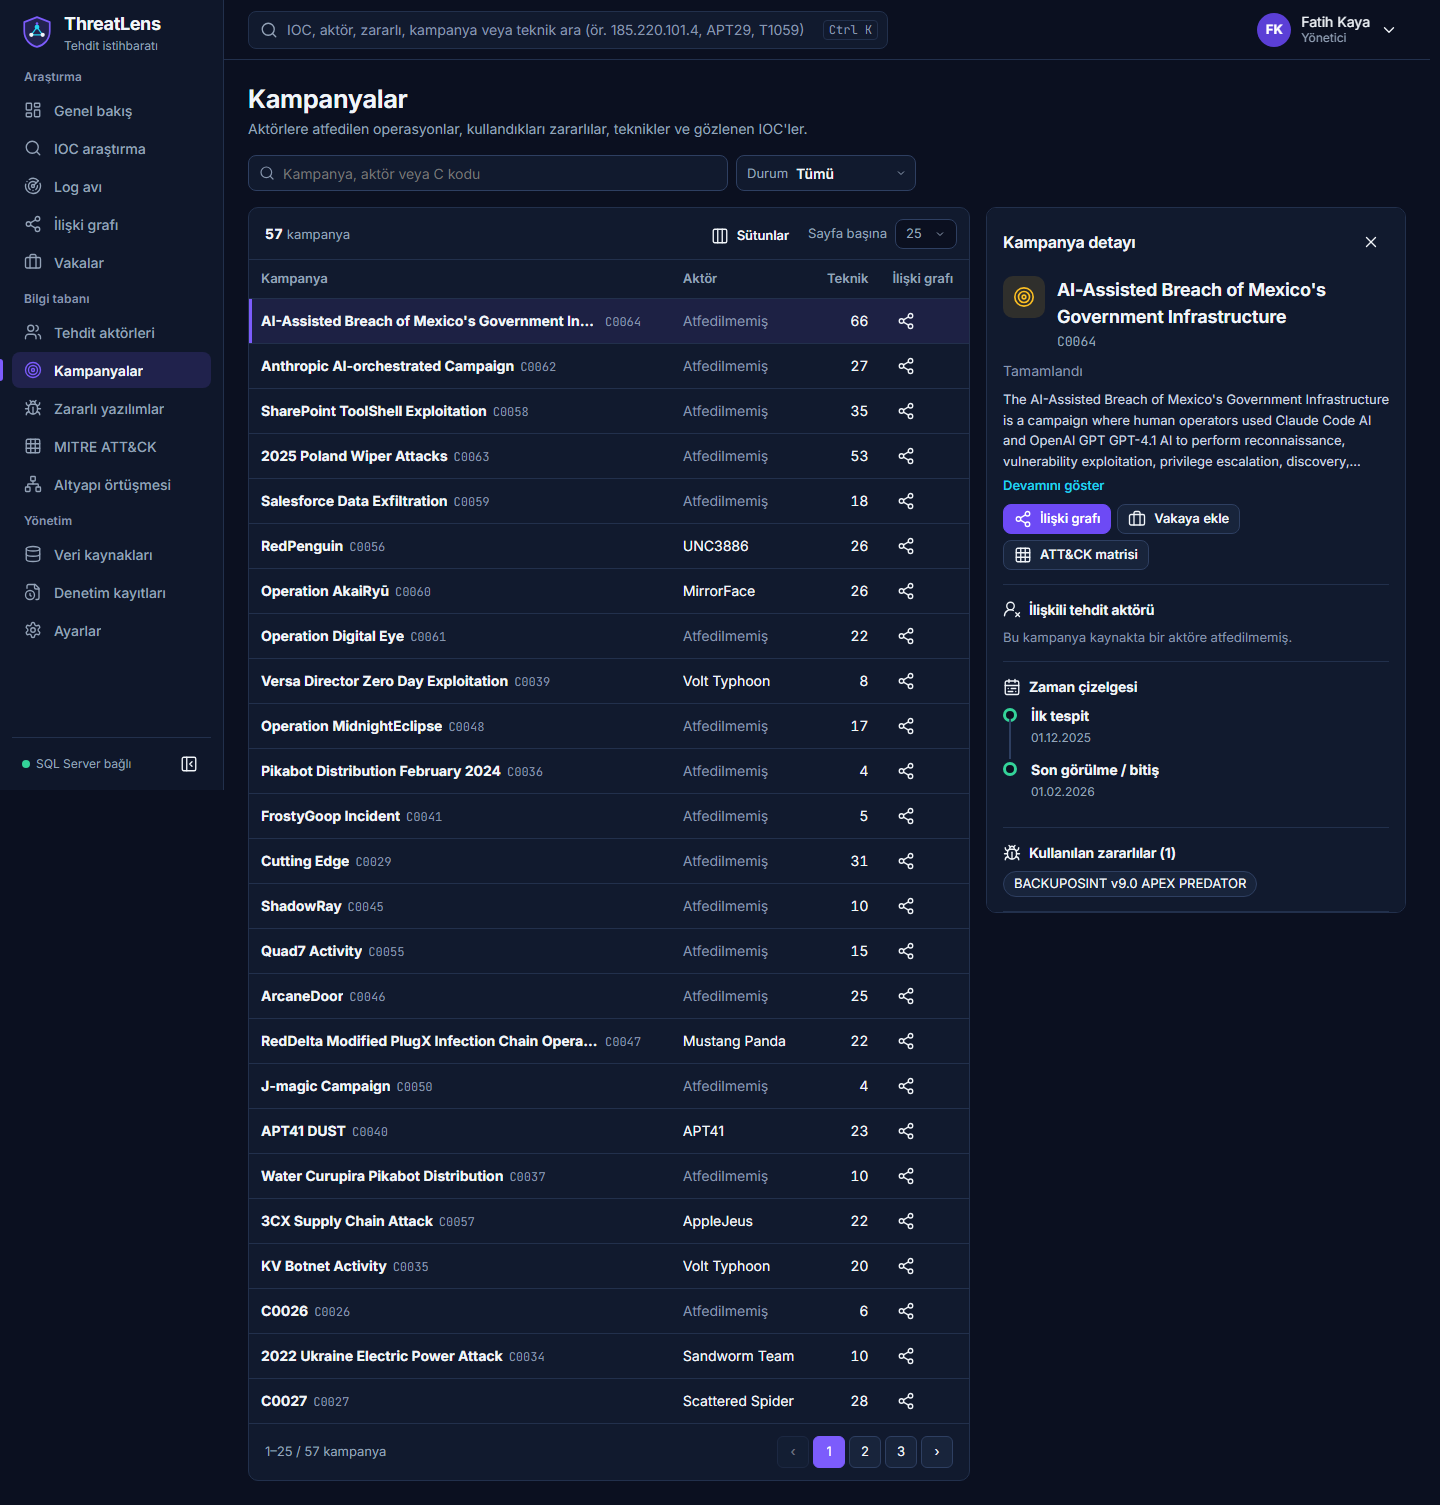 ThreatLens
Tehdit istihbaratı
IOC, aktör, zararlı, kampanya veya teknik ara (ör. 185.220.101.4, APT29, T1059)
Ctrl K
FK
Fatih Kaya
Yönetici
Araştırma
Genel bakış
IOC araştırma
Log avı
İlişki grafı
Vakalar
Bilgi tabanı
Tehdit aktörleri
Kampanyalar
Zararlı yazılımlar
MITRE ATT&CK
Altyapı örtüşmesi
Yönetim
Veri kaynakları
Denetim kayıtları
Ayarlar
SQL Server bağlı
Kampanyalar
Aktörlere atfedilen operasyonlar, kullandıkları zararlılar, teknikler ve gözlenen IOC'ler.
Kampanya, aktör veya C kodu
Durum Tümü
57 kampanya
Sütunlar
Sayfa başına 25
Kampanya Aktör Teknik İlişki grafı
AI-Assisted Breach of Mexico's Government In... C0064 Atfedilmemiş 66
Anthropic AI-orchestrated Campaign C0062 Atfedilmemiş 27
SharePoint ToolShell Exploitation C0058 Atfedilmemiş 35
2025 Poland Wiper Attacks C0063 Atfedilmemiş 53
Salesforce Data Exfiltration C0059 Atfedilmemiş 18
RedPenguin C0056 UNC3886 26
Operation AkaiRyū C0060 MirrorFace 26
Operation Digital Eye C0061 Atfedilmemiş 22
Versa Director Zero Day Exploitation C0039 Volt Typhoon 8
Operation MidnightEclipse C0048 Atfedilmemiş 17
Pikabot Distribution February 2024 C0036 Atfedilmemiş 4
FrostyGoop Incident C0041 Atfedilmemiş 5
Cutting Edge C0029 Atfedilmemiş 31
ShadowRay C0045 Atfedilmemiş 10
Quad7 Activity C0055 Atfedilmemiş 15
ArcaneDoor C0046 Atfedilmemiş 25
RedDelta Modified PlugX Infection Chain Opera... C0047 Mustang Panda 22
J-magic Campaign C0050 Atfedilmemiş 4
APT41 DUST C0040 APT41 23
Water Curupira Pikabot Distribution C0037 Atfedilmemiş 10
3CX Supply Chain Attack C0057 AppleJeus 22
KV Botnet Activity C0035 Volt Typhoon 20
C0026 C0026 Atfedilmemiş 6
2022 Ukraine Electric Power Attack C0034 Sandworm Team 10
C0027 C0027 Scattered Spider 28
1–25 / 57 kampanya
‹ 1 2 3 ›
Kampanya detayı
AI-Assisted Breach of Mexico's
Government Infrastructure
C0064
Tamamlandı
The AI-Assisted Breach of Mexico's Government Infrastructure
is a campaign where human operators used Claude Code AI
and OpenAI GPT GPT-4.1 AI to perform reconnaissance,
vulnerability exploitation, privilege escalation, discovery,...
Devamını göster
İlişki grafı
Vakaya ekle
ATT&CK matrisi
İlişkili tehdit aktörü
Bu kampanya kaynakta bir aktöre atfedilmemiş.
Zaman çizelgesi
İlk tespit
01.12.2025
Son görülme / bitiş
01.02.2026
Kullanılan zararlılar (1)
BACKUPOSINT v9.0 APEX PREDATOR